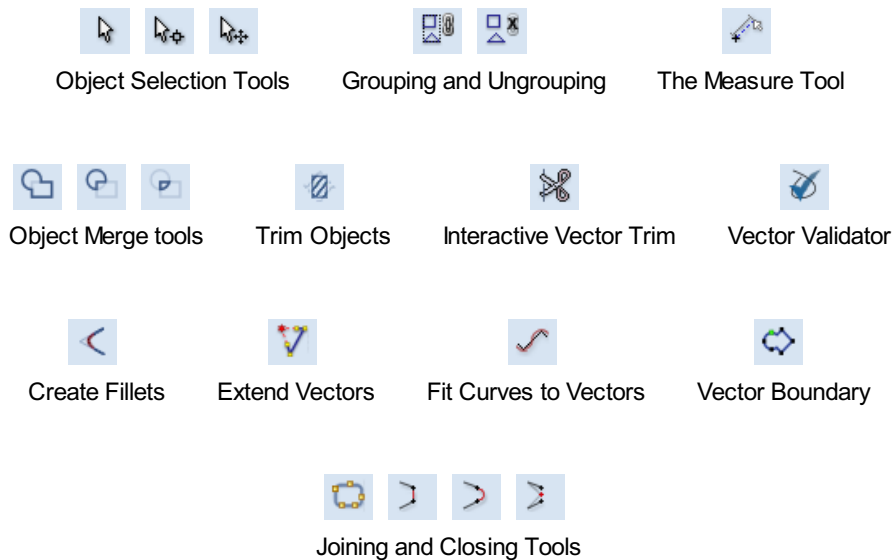 Object Selection Tools
Grouping and Ungrouping
The Measure Tool
Object Merge tools
Trim Objects
Interactive Vector Trim
Vector Validator
Create Fillets
Extend Vectors
Fit Curves to Vectors
Vector Boundary
Joining and Closing Tools